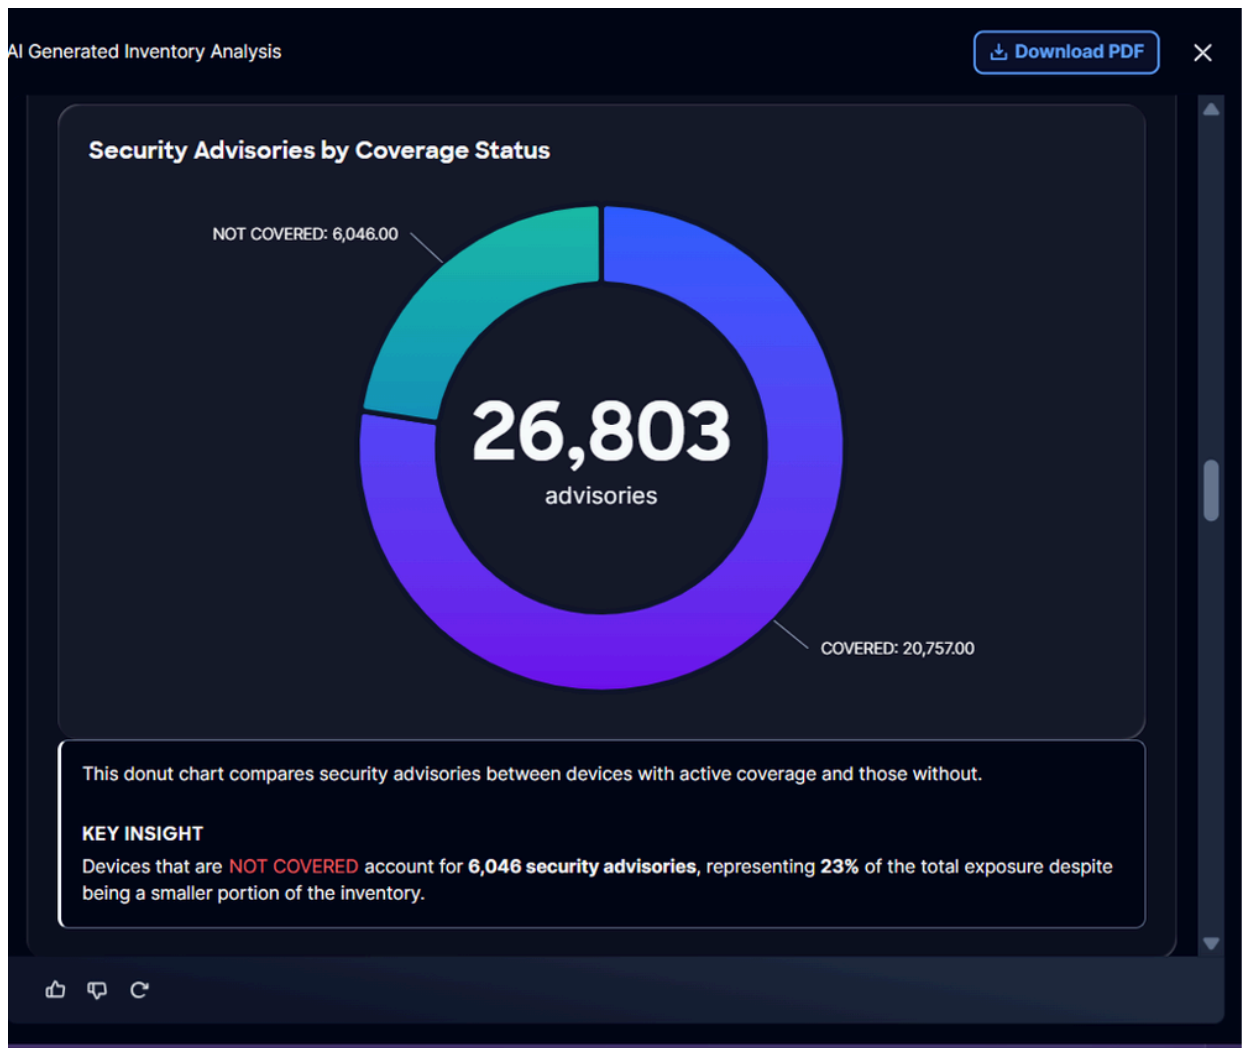 AI Generated Inventory Analysis
Download PDF
Security Advisories by Coverage Status
NOT COVERED: 6,046.00
26,803
advisories
COVERED: 20,757.00
This donut chart compares security advisories between devices with active coverage and those without.
KEY INSIGHT
Devices that are NOT COVERED account for 6,046 security advisories, representing 23% of the total exposure despite
being a smaller portion of the inventory.